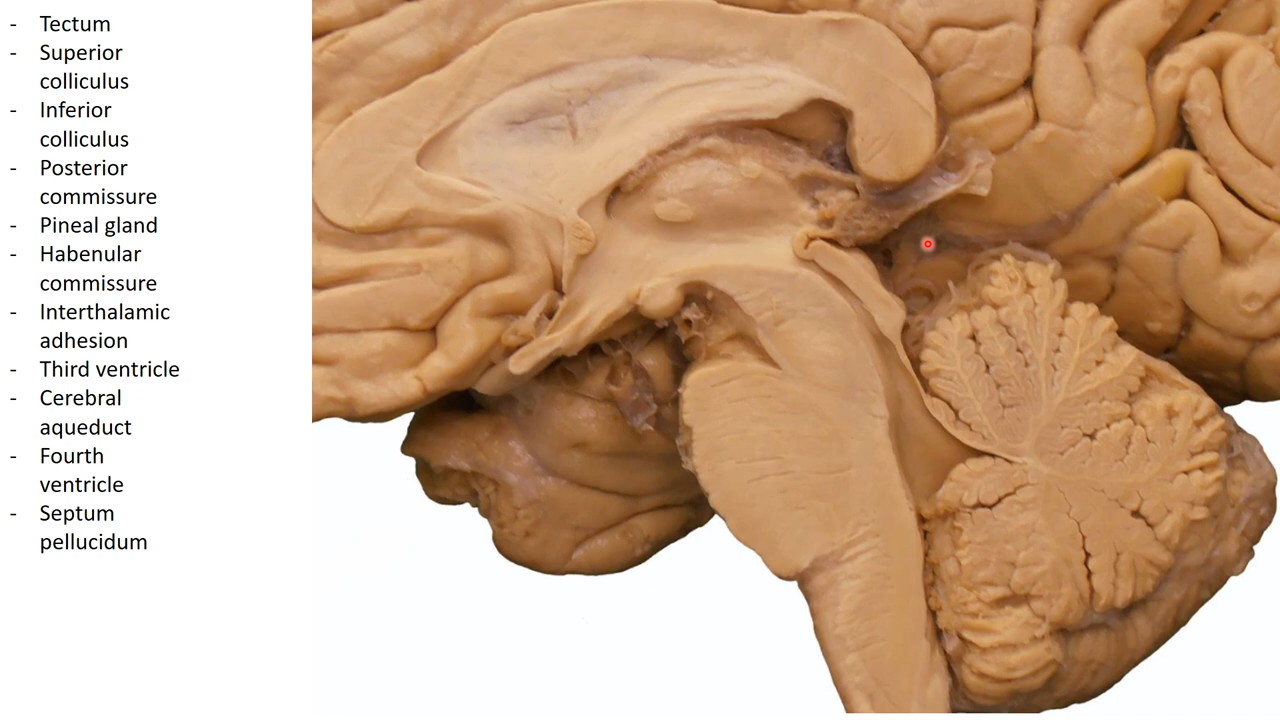 - Tectum
- Superior
colliculus
- Inferior
colliculus
- Posterior
commissure
- Pineal gland
- Habenular
commissure
- Interthalamic
adhesion
- Third ventricle
- Cerebral
aqueduct
- Fourth
ventricle
- Septum
pellucidum